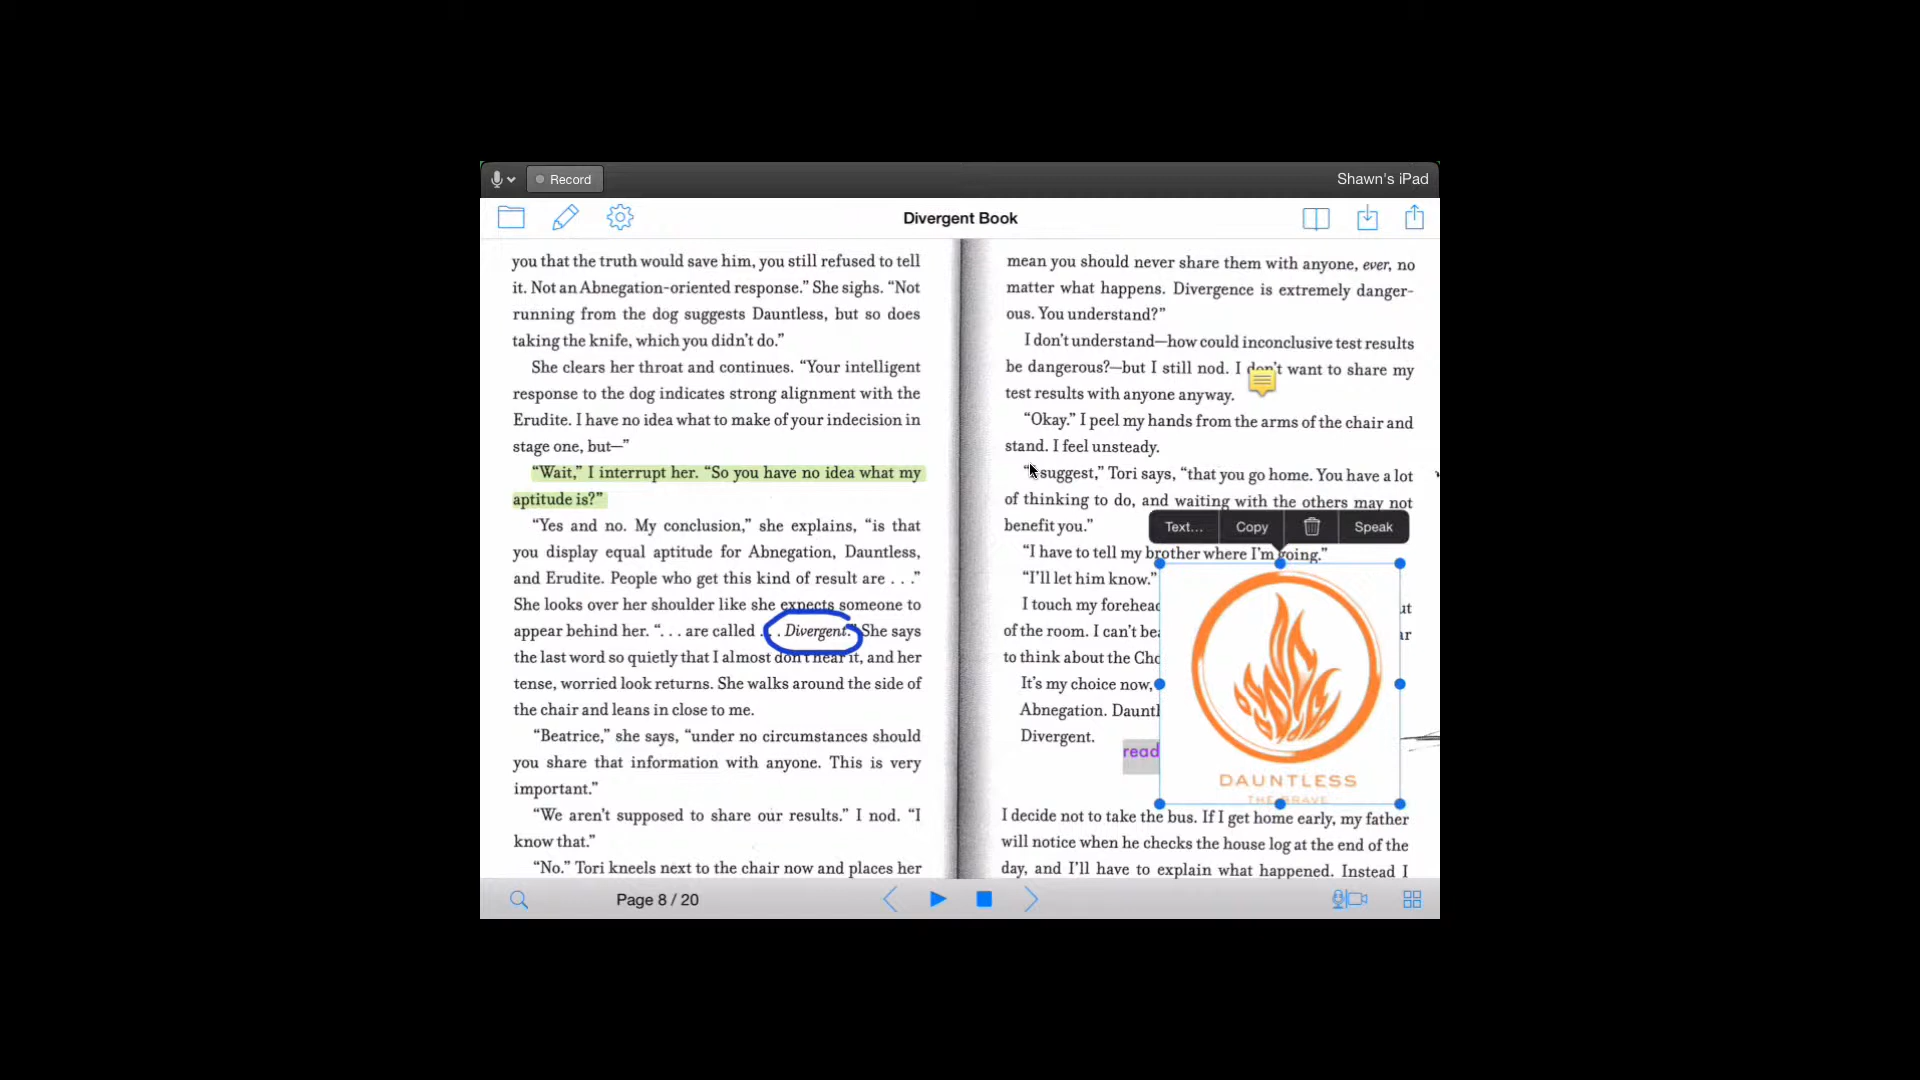 Record
Shawn's iPad
Divergent Book
you that the truth would save him, you still refused to tell
it. Not an Abnegation-oriented response.” She sighs. “Not
running from the dog suggests Dauntless, but so does
taking the knife, which you didn't do.”
She clears her throat and continues. “Your intelligent
response to the dog indicates strong alignment with the
Erudite. I have no idea what to make of your indecision in
stage one, but—”
“Wait,” I interrupt her. “So you have no idea what my
aptitude is?”
“Yes and no. My conclusion,” she explains, “is that
you display equal aptitude for Abnegation, Dauntless,
and Erudite. People who get this kind of result are . . .”
She looks over her shoulder like she expects someone to
appear behind her. “. . . are called . . . Divergent.” She says
the last word so quietly that I almost don't hear it, and her
tense, worried look returns. She walks around the side of
the chair and leans in close to me.
“Beatrice,” she says, “under no circumstances should
you share that information with anyone. This is very
important.”
“We aren't supposed to share our results.” I nod. “I
know that.”
“No.” Tori kneels next to the chair now and places her
mean you should never share them with anyone, ever, no
matter what happens. Divergence is extremely danger-
ous. You understand?”
I don't understand—how could inconclusive test results
be dangerous?—but I still nod. I don't want to share my
test results with anyone anyway.
“Okay.” I peel my hands from the arms of the chair and
stand. I feel unsteady.
suggest,” Tori says, “that you go home. You have a lot
of thinking to do, and waiting with the others may not
benefit you.”
Text... Copy Speak
“I have to tell my brother where I'm going.”
“I'll let him know.”
I touch my forehead
of the room. I can't
to think about the
It's my choice now,
Abnegation.
Divergent.
read
DAUNTLESS
THE BRAVE
I decide not to take the bus. If I get home early, my father
will notice when he checks the house log at the end of the
day, and I'll have to explain what happened. Instead I
Page 8 / 20